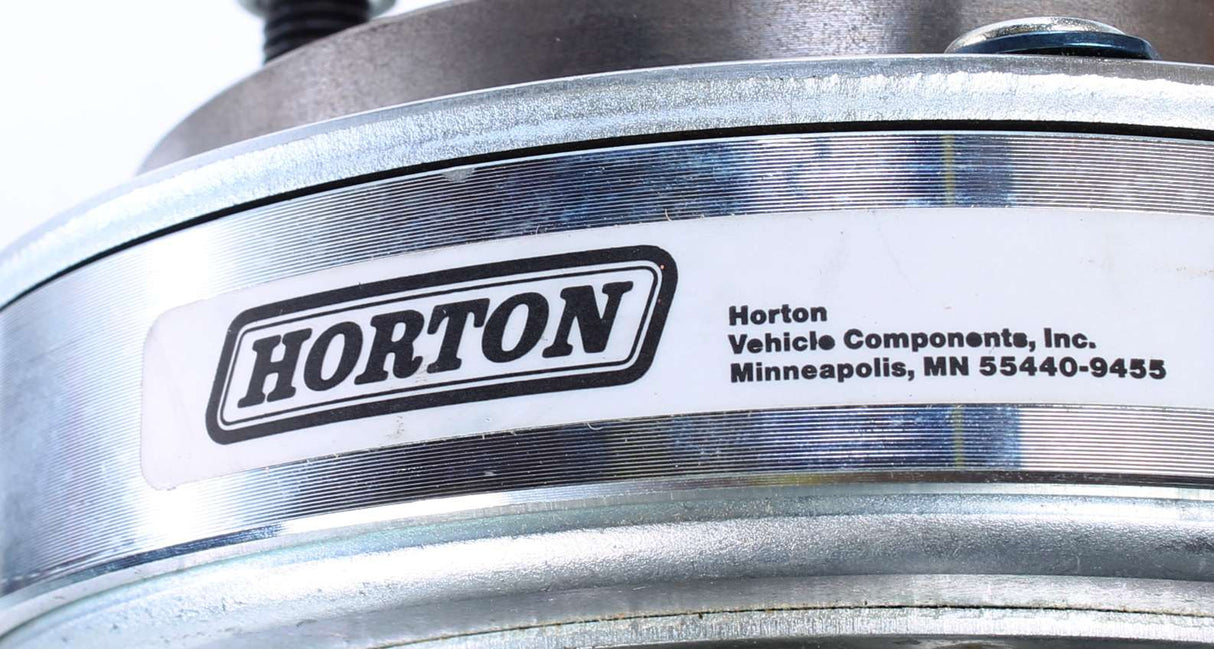 HORTON
Horton
Vehicle Components, Inc.
Minneapolis, MN 55440-9455